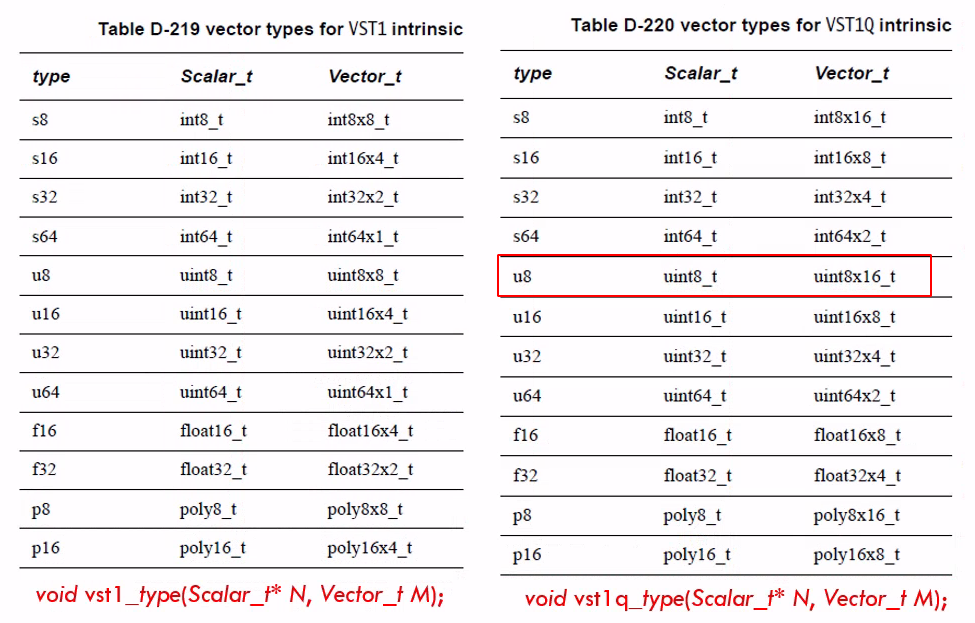 Table D-219 vector types for VST1 intrinsic
type Scalar_t Vector_t
s8 int8_t int8x8_t
s16 int16_t int16x4_t
s32 int32_t int32x2_t
s64 int64_t int64x1_t
u8 uint8_t uint8x8_t
u16 uint16_t uint16x4_t
u32 uint32_t uint32x2_t
u64 uint64_t uint64x1_t
f16 float16_t float16x4_t
f32 float32_t float32x2_t
p8 poly8_t poly8x8_t
p16 poly16_t poly16x4_t
void vst1_type(Scalar_t* N, Vector_t M);
Table D-220 vector types for VST1Q intrinsic
type Scalar_t Vector_t
s8 int8_t int8x16_t
s16 int16_t int16x8_t
s32 int32_t int32x4_t
s64 int64_t int64x2_t
u8 uint8_t uint8x16_t
u16 uint16_t uint16x8_t
u32 uint32_t uint32x4_t
u64 uint64_t uint64x2_t
f16 float16_t float16x8_t
f32 float32_t float32x4_t
p8 poly8_t poly8x16_t
p16 poly16_t poly16x8_t
void vst1q_type(Scalar_t* N, Vector_t M);